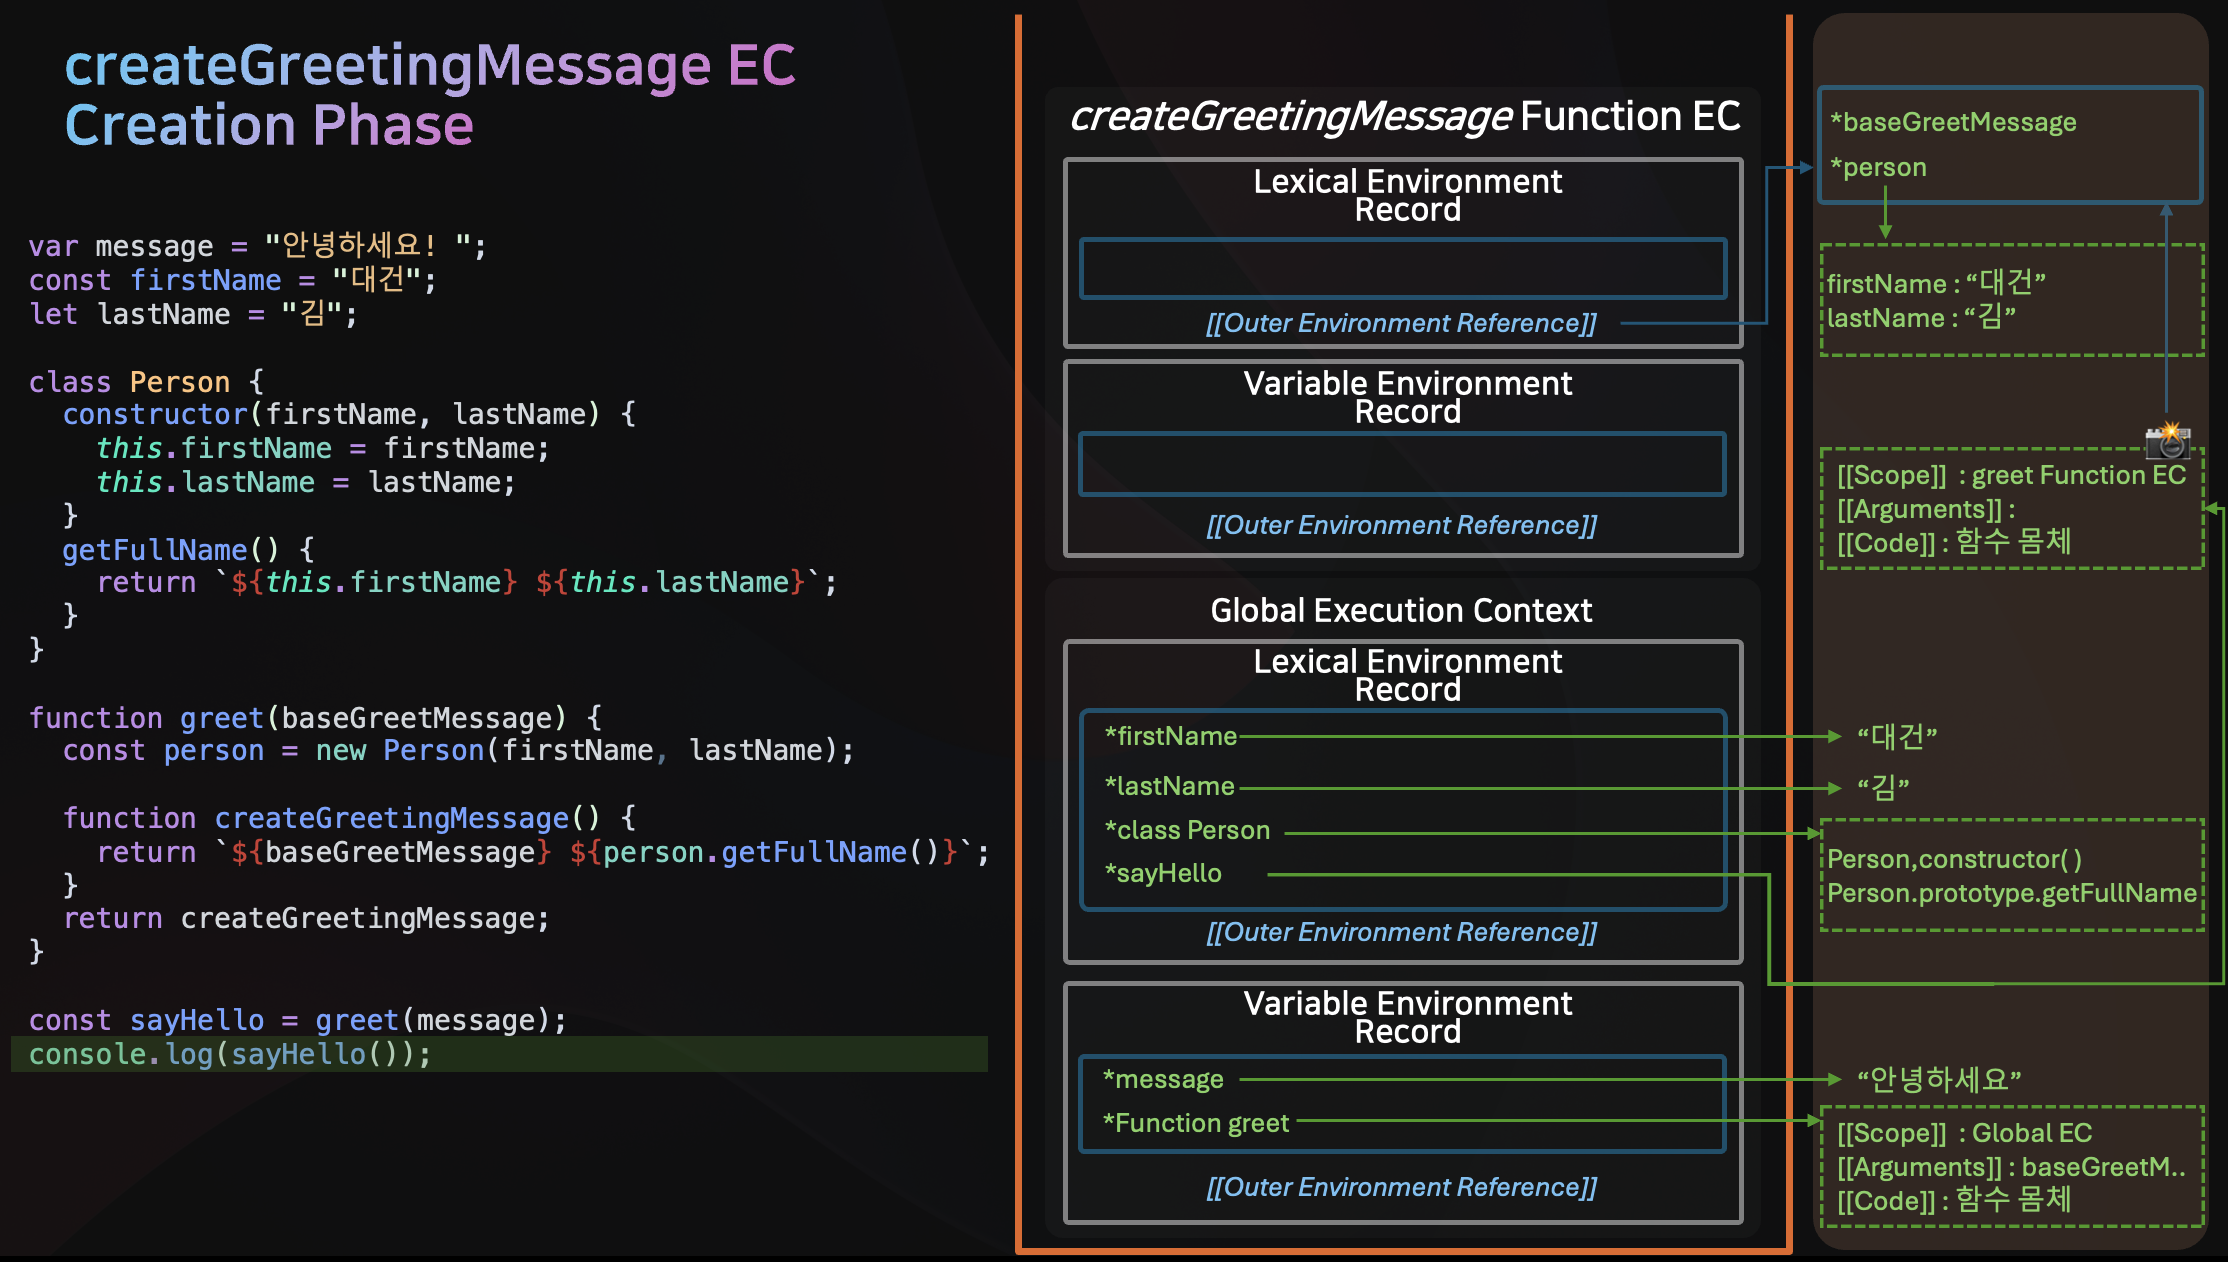 createGreetingMessage EC
Creation Phase
var message = "안녕하세요! ";
const firstName = "대건";
let lastName = "김";
class Person {
  constructor(firstName, lastName) {
    this.firstName = firstName;
    this.lastName = lastName;
  }
  getFullName() {
    return `${this.firstName} ${this.lastName}`;
  }
}
function greet(baseGreetMessage) {
  const person = new Person(firstName, lastName);
  function createGreetingMessage() {
    return `${baseGreetMessage} ${person.getFullName()}`;
  }
  return createGreetingMessage;
}
const sayHello = greet(message);
console.log(sayHello());
createGreetingMessage Function EC
Lexical Environment
Record
[[Outer Environment Reference]]
Variable Environment
Record
[[Outer Environment Reference]]
Global Execution Context
Lexical Environment
Record
*firstName
*lastName
*class Person
*sayHello
[[Outer Environment Reference]]
Variable Environment
Record
*message
*Function greet
[[Outer Environment Reference]]
*baseGreetMessage
*person
firstName : “대건”
lastName : “김”
[[Scope]] : greet Function EC
[[Arguments]] :
[[Code]] : 함수 몸체
“대건”
“김”
Person,constructor( )
Person.prototype.getFullName
“안녕하세요”
[[Scope]] : Global EC
[[Arguments]] : baseGreetM..
[[Code]] : 함수 몸체